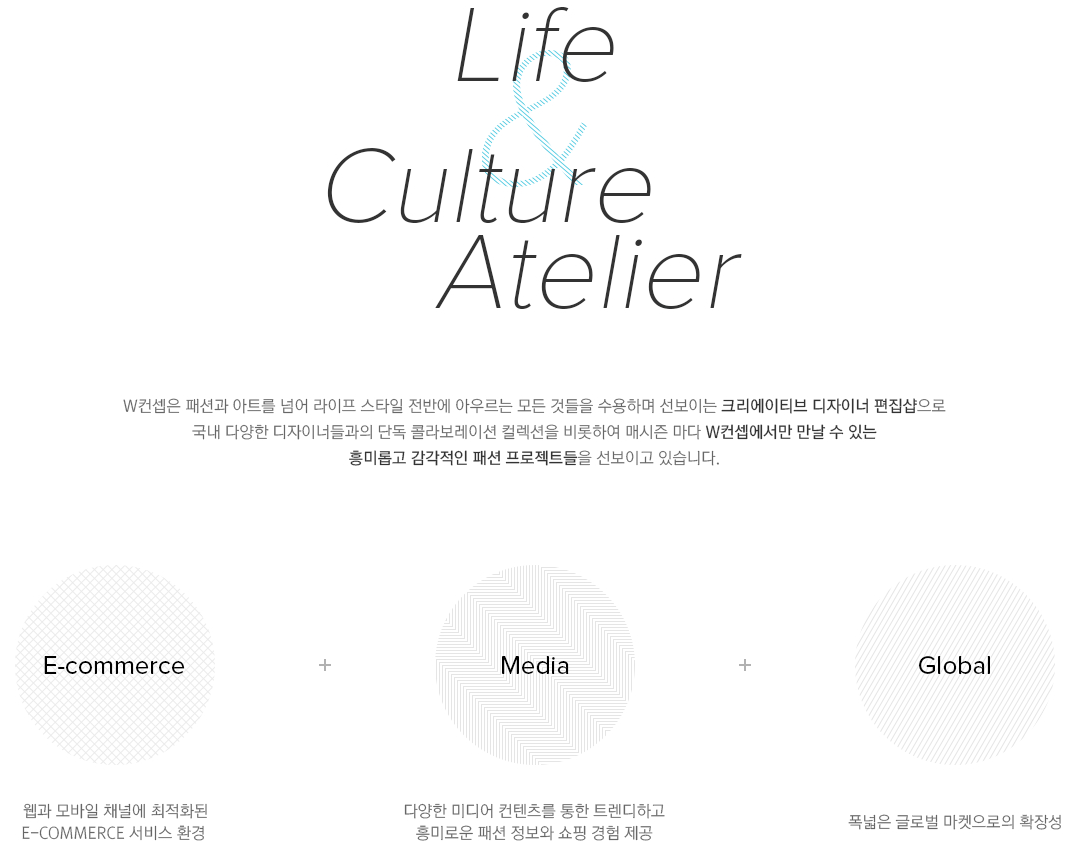 Life
&
Culture
Atelier
W컨셉은 패션과 아트를 넘어 라이프 스타일 전반에 아우르는 모든 것들을 수용하며 선보이는 크리에이티브 디자이너 편집샵으로
국내 다양한 디자이너들과의 단독 콜라보레이션 컬렉션을 비롯하여 매시즌 마다 W컨셉에서만 만날 수 있는
흥미롭고 감각적인 패션 프로젝트들을 선보이고 있습니다.
E-commerce + Media + Global
웹과 모바일 채널에 최적화된
E-COMMERCE 서비스 환경
다양한 미디어 컨텐츠를 통한 트렌디하고
흥미로운 패션 정보와 쇼핑 경험 제공
폭넓은 글로벌 마켓으로의 확장성